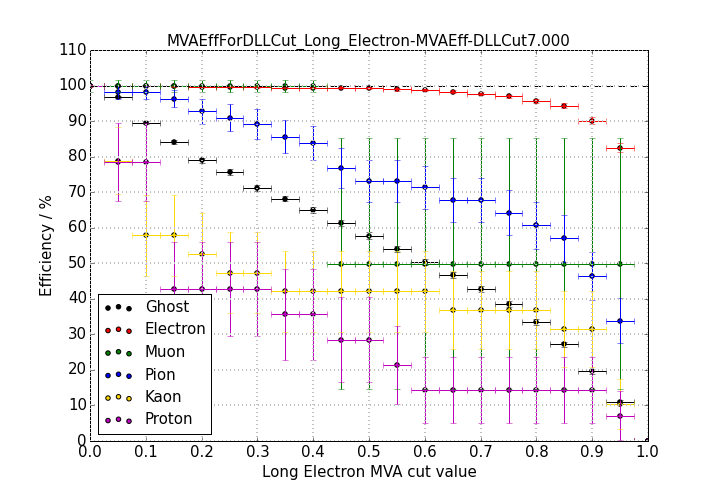 MVAEffForDLLCut_Long_Electron-MVAEff-DLLCut7.000
110
100
90
80
70
60
50
40
30
20
10
0
Efficiency / %
Ghost
Electron
Muon
Pion
Kaon
Proton
0.0 0.1 0.2 0.3 0.4 0.5 0.6 0.7 0.8 0.9 1.0
Long Electron MVA cut value